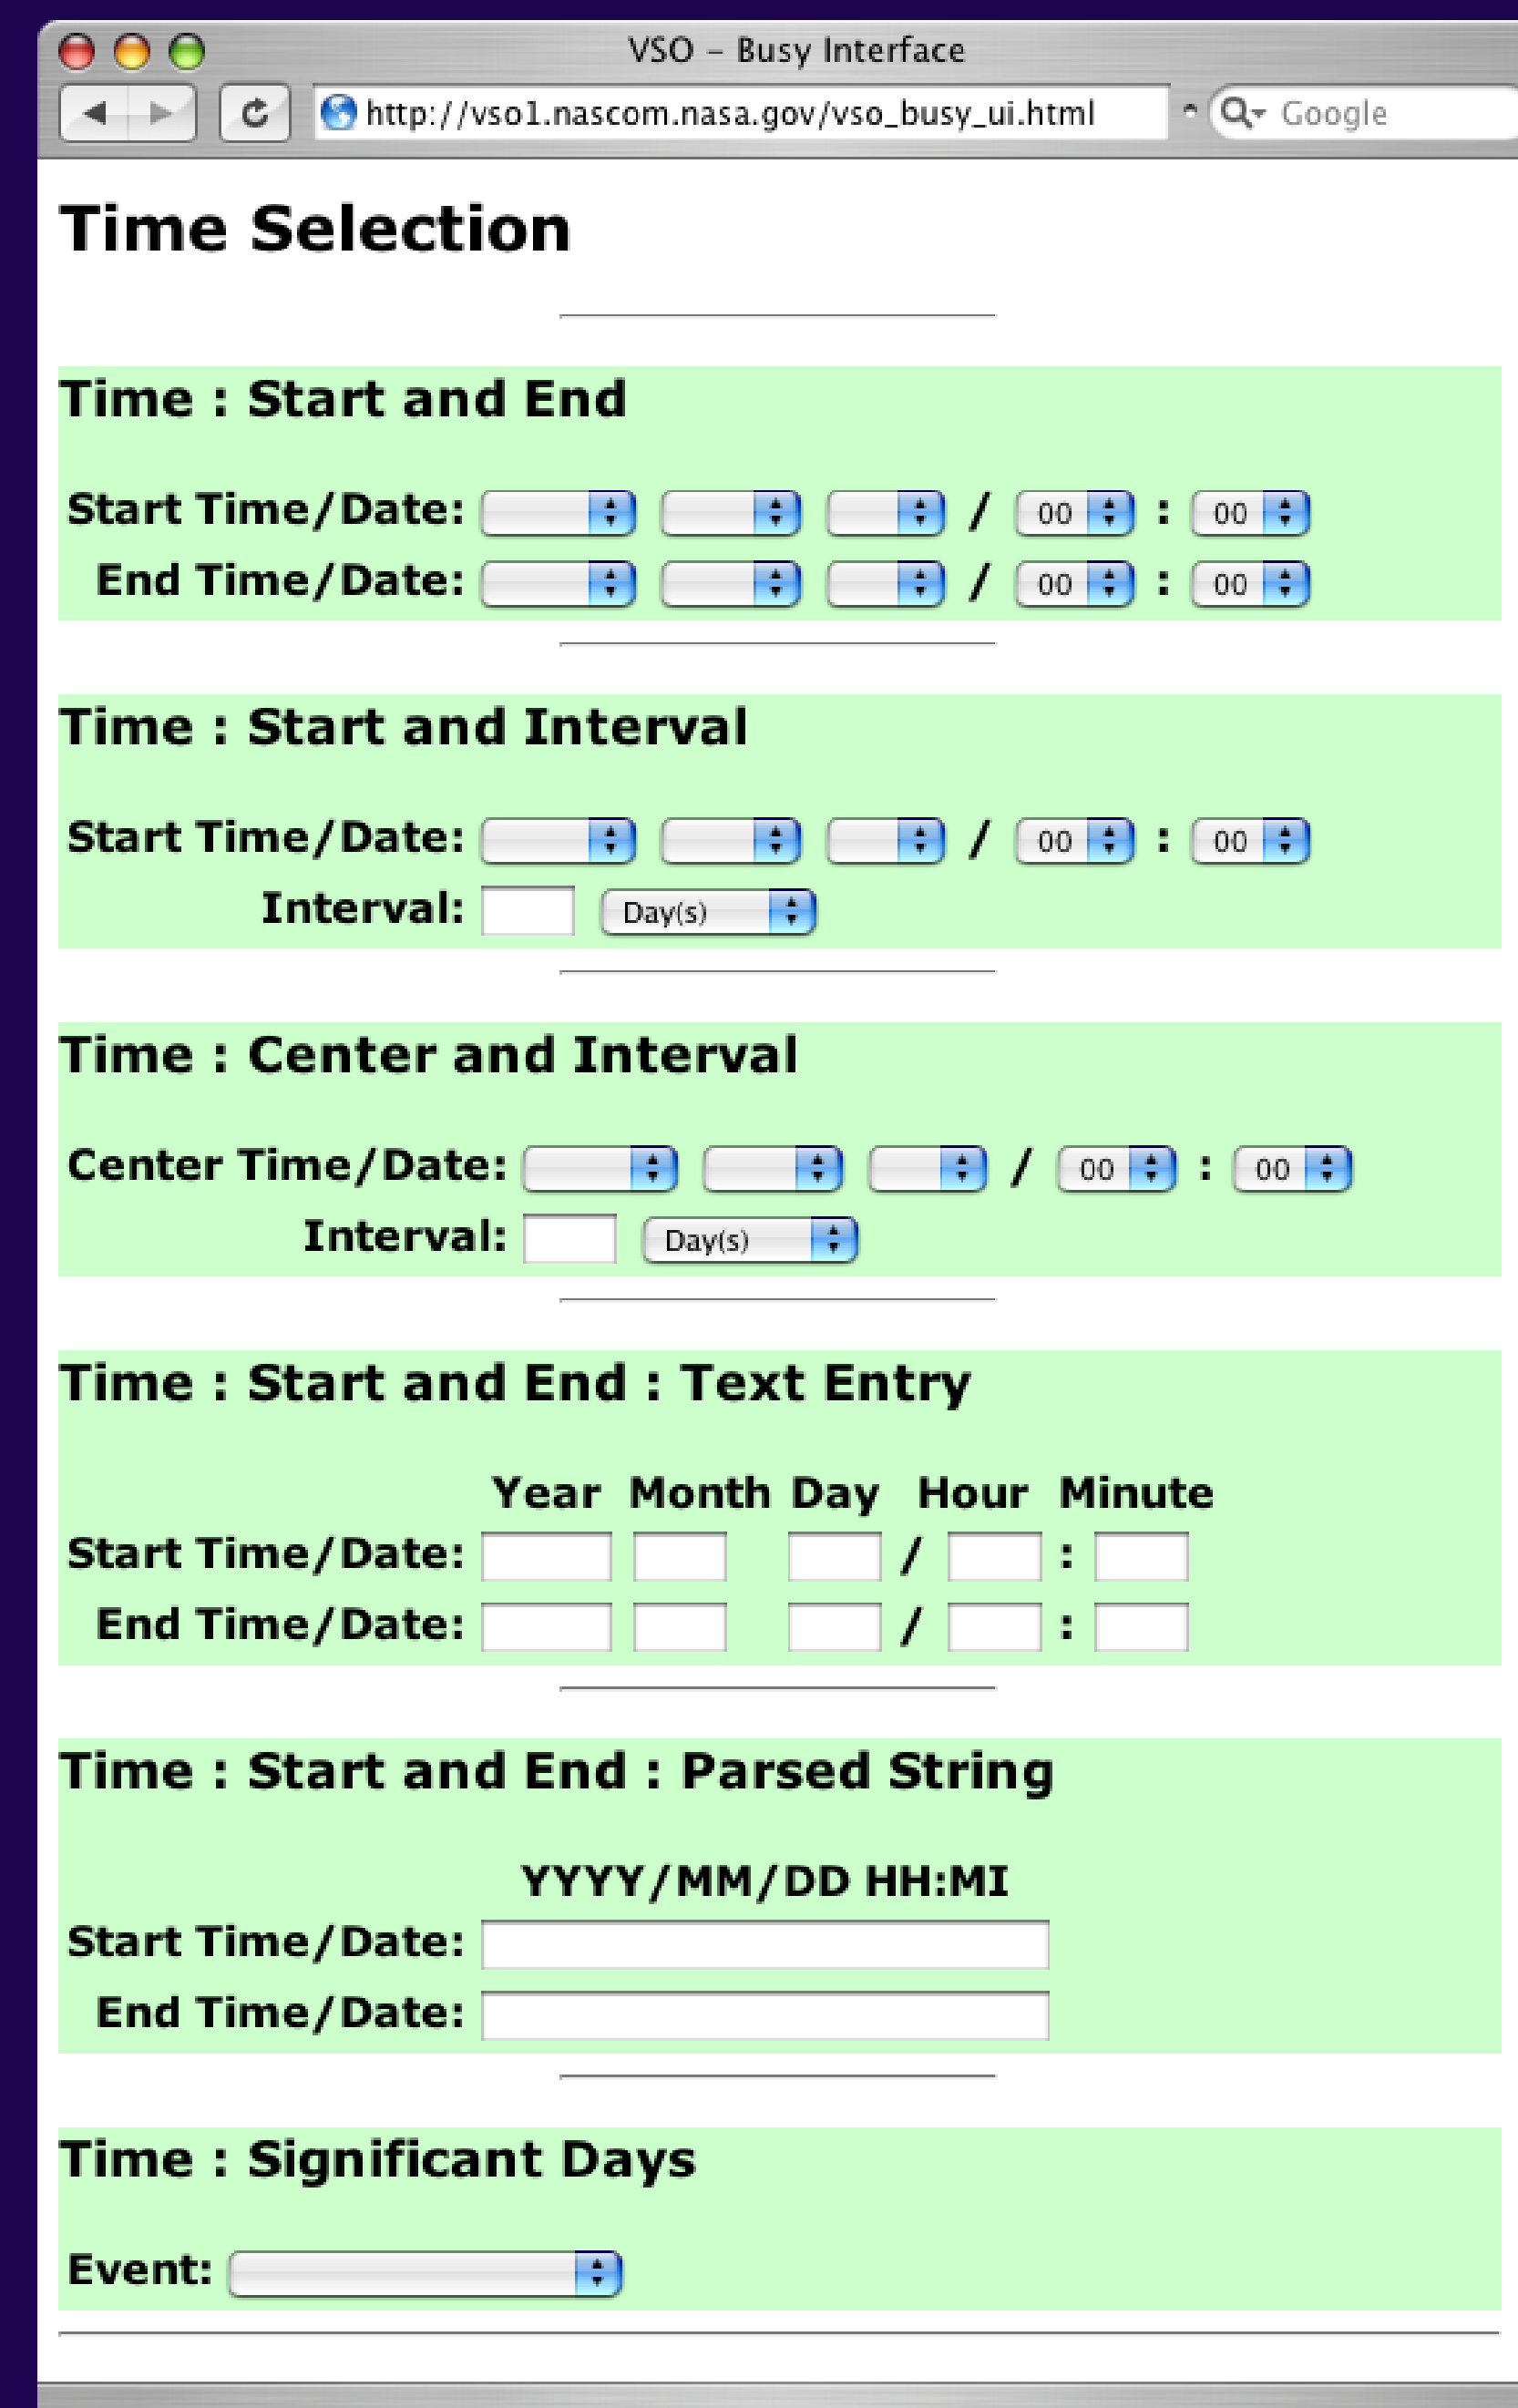 VSO – Busy Interface
http://vso1.nascom.nasa.gov/vso_busy_ui.html Google
Time Selection
Time : Start and End
Start Time/Date: / 00 : 00
End Time/Date: / 00 : 00
Time : Start and Interval
Start Time/Date: / 00 : 00
Interval: Day(s)
Time : Center and Interval
Center Time/Date: / 00 : 00
Interval: Day(s)
Time : Start and End : Text Entry
Year Month Day Hour Minute
Start Time/Date: / :
End Time/Date: / :
Time : Start and End : Parsed String
YYYY/MM/DD HH:MI
Start Time/Date:
End Time/Date:
Time : Significant Days
Event: